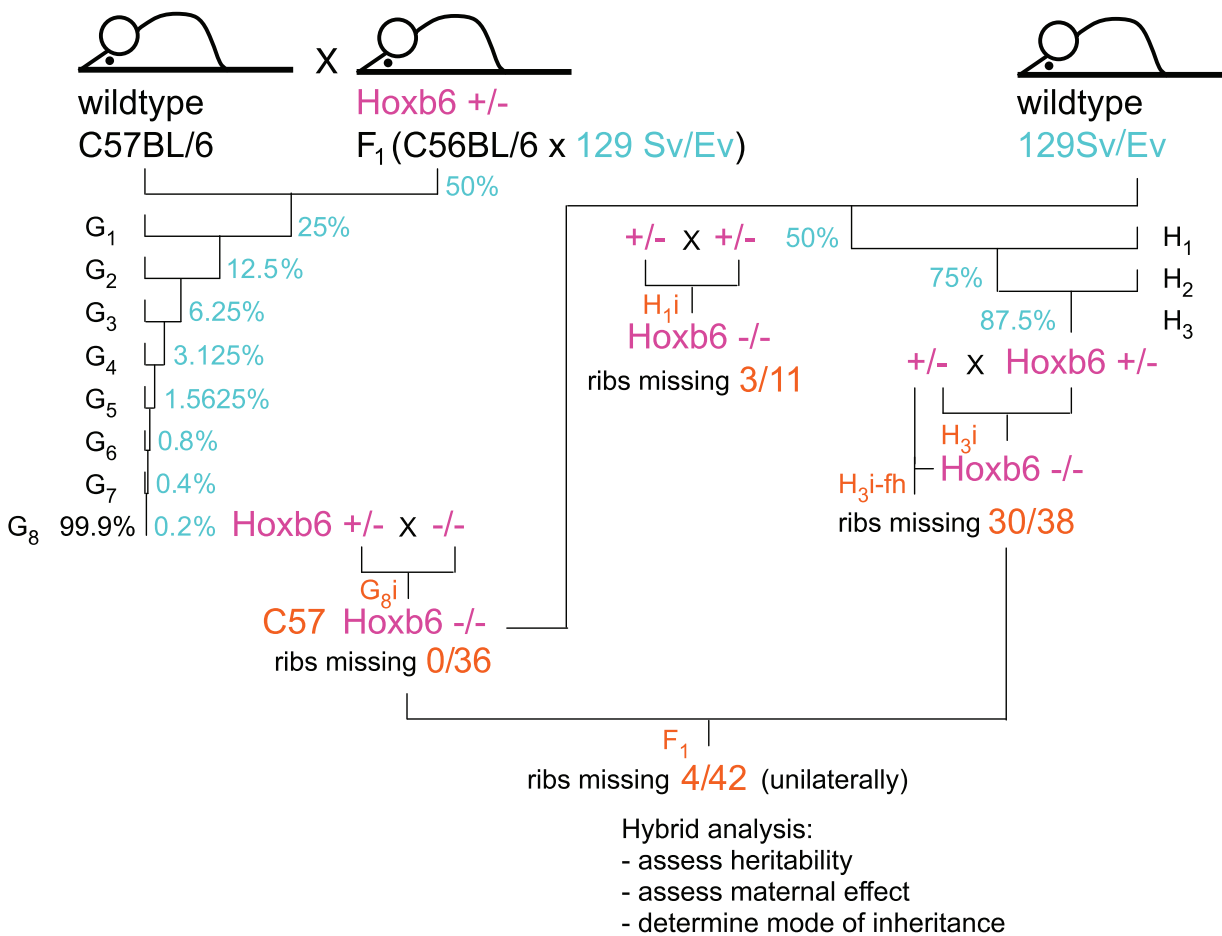 X
wildtype
C57BL/6
Hoxb6 +/-
F₁ (C56BL/6 x 129 Sv/Ev)
wildtype
129Sv/Ev
50%
G₁
25%
G₂
12.5%
G₃
6.25%
G₄
3.125%
G₅
1.5625%
G₆
0.8%
G₇
0.4%
G₈ 99.9% 0.2%
Hoxb6 +/- X -/-
G₈i
C57 Hoxb6 -/-
ribs missing 0/36
+/- X +/-
H₁i
Hoxb6 -/-
ribs missing 3/11
50%
H₁
75%
H₂
87.5%
H₃
+/- X Hoxb6 +/-
H₃i
Hoxb6 -/-
H₃i-fh
ribs missing 30/38
F₁
ribs missing 4/42 (unilaterally)
Hybrid analysis:
- assess heritability
- assess maternal effect
- determine mode of inheritance